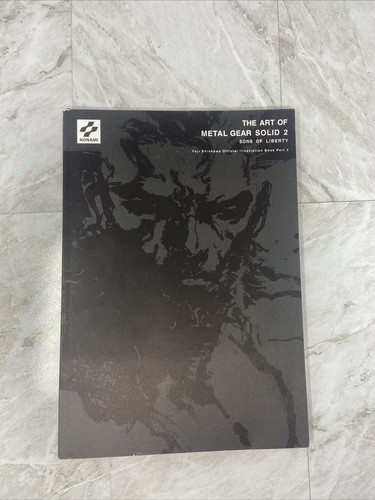 KONAMI
THE ART OF
METAL GEAR SOLID 2
SONS OF LIBERTY
Yoji Shinkawa Official Illustration Book Part 2